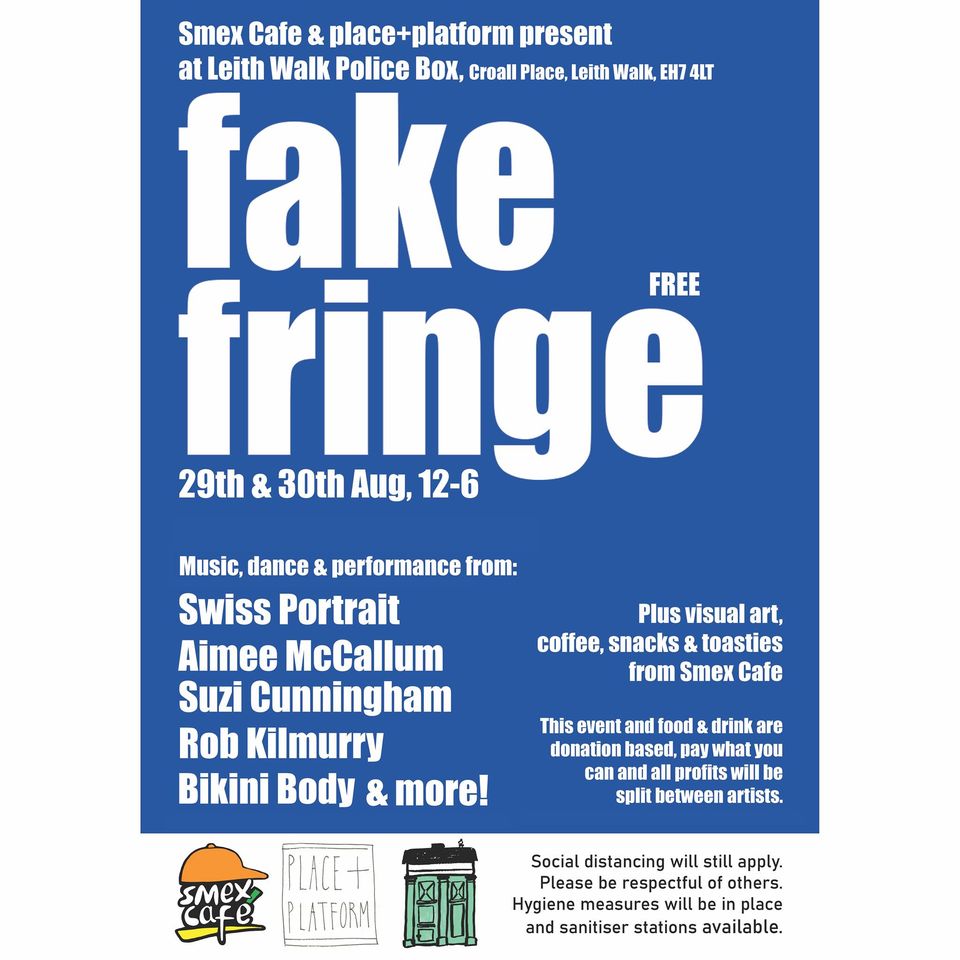 Smex Cafe & place+platform present
at Leith Walk Police Box, Croall Place, Leith Walk, EH7 4LT
fake
FREE
fringe
29th & 30th Aug, 12-6
Music, dance & performance from:
Swiss Portrait
Aimee McCallum
Suzi Cunningham
Rob Kilmurry
Bikini Body & more!
Plus visual art,
coffee, snacks & toasties
from Smex Cafe
This event and food & drink are
donation based, pay what you
can and all profits will be
split between artists.
smex
café
PLACE+
PLATFORM
Social distancing will still apply.
Please be respectful of others.
Hygiene measures will be in place
and sanitiser stations available.